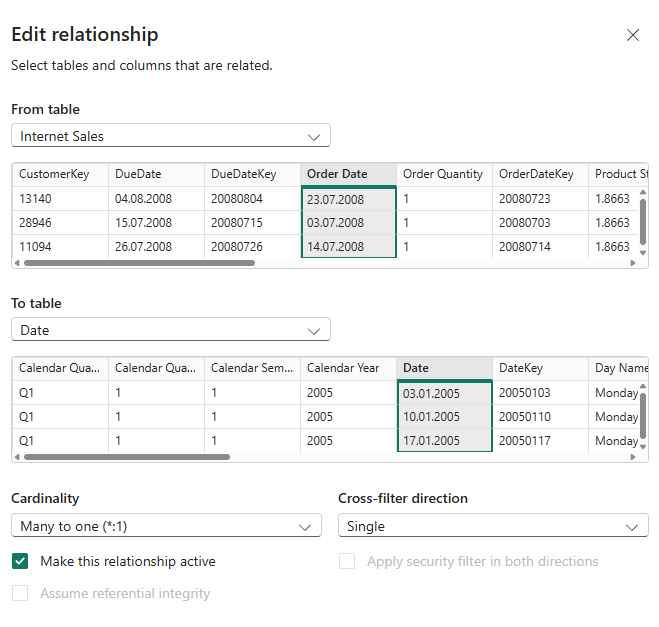 Edit relationship
Select tables and columns that are related.
From table
Internet Sales
CustomerKey DueDate DueDateKey Order Date Order Quantity OrderDateKey Product St
13140 04.08.2008 20080804 23.07.2008 1 20080723 1.8663
28946 15.07.2008 20080715 03.07.2008 1 20080703 1.8663
11094 26.07.2008 20080726 14.07.2008 1 20080714 1.8663
To table
Date
Calendar Qua... Calendar Qua... Calendar Sem... Calendar Year Date DateKey Day Name
Q1 1 1 2005 03.01.2005 20050103 Monday
Q1 1 1 2005 10.01.2005 20050110 Monday
Q1 1 1 2005 17.01.2005 20050117 Monday
Cardinality Cross-filter direction
Many to one (*:1) Single
Make this relationship active Apply security filter in both directions
Assume referential integrity